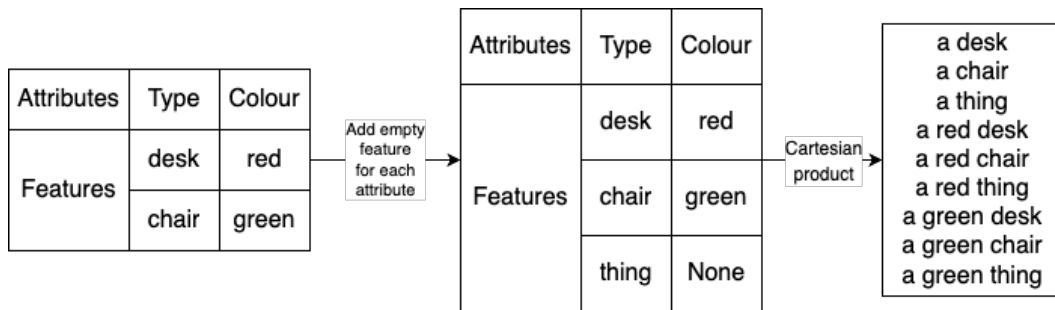 Attributes Type Colour
Features
desk red
chair green
Add empty
feature
for each
attribute
Attributes Type Colour
Features
desk red
chair green
thing None
Cartesian
product
a desk
a chair
a thing
a red desk
a red chair
a red thing
a green desk
a green chair
a green thing